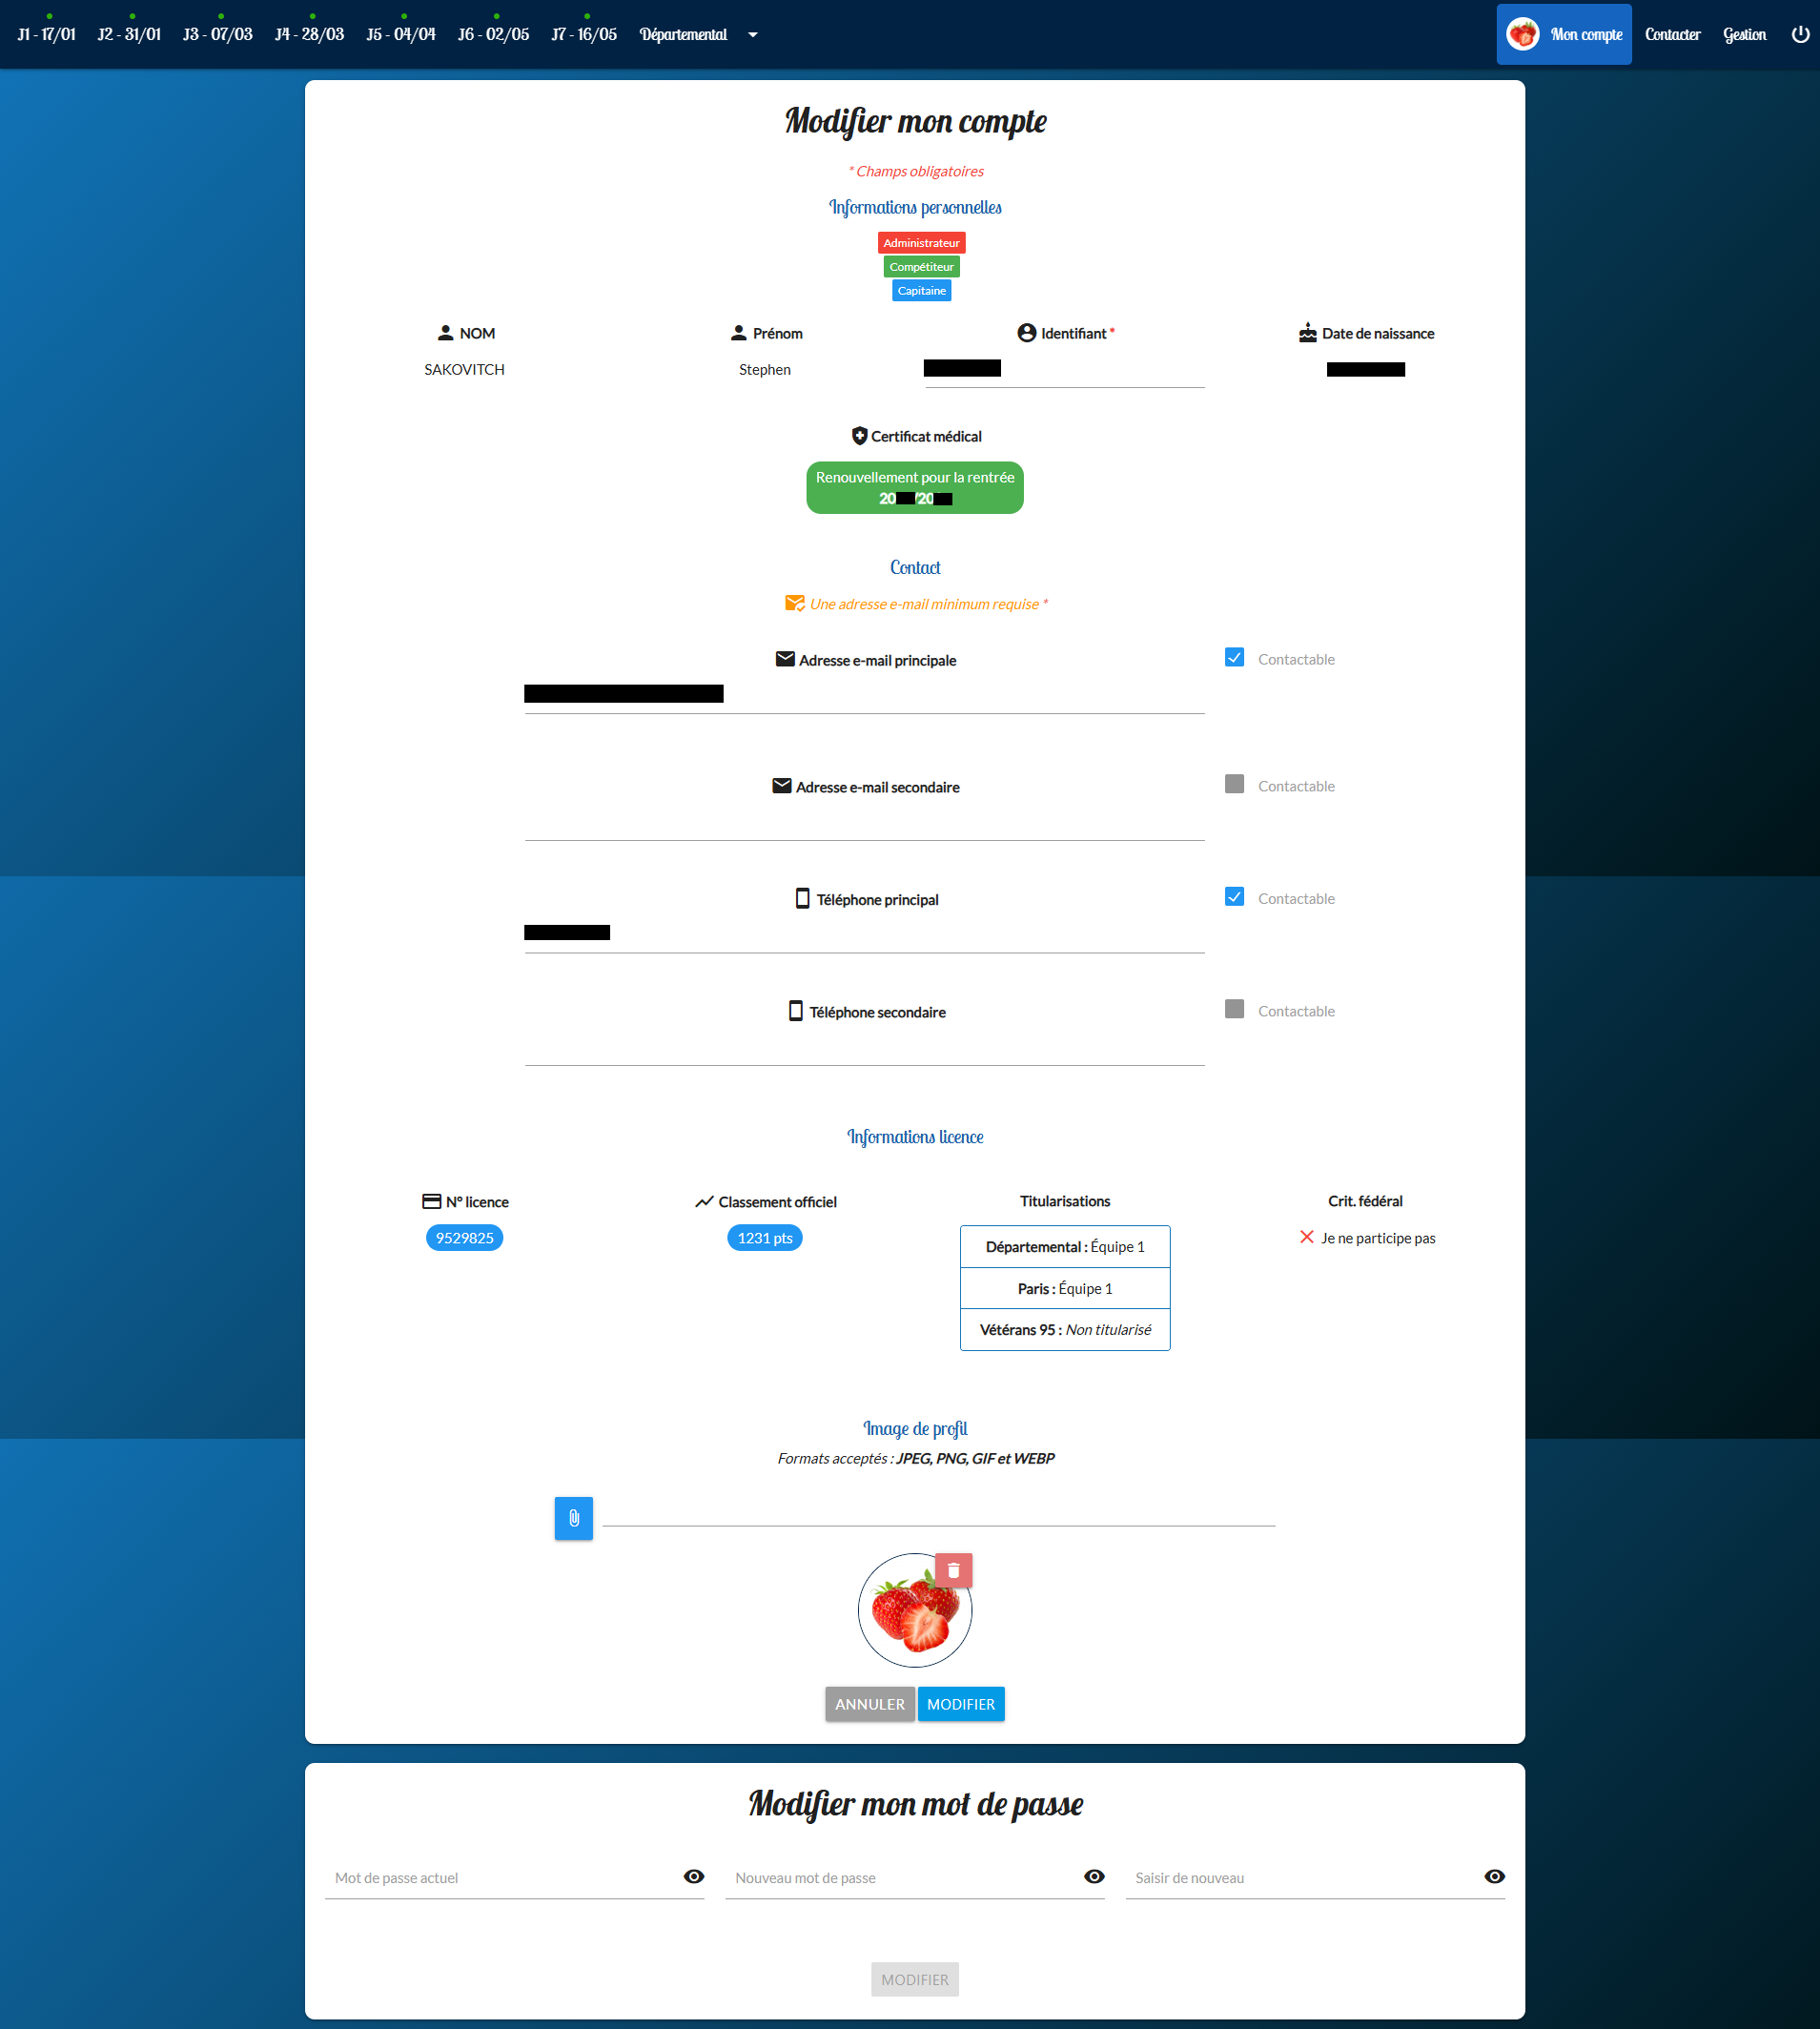 J1 - 17/01 J2 - 31/01 J3 - 07/03 J4 - 28/03 J5 - 04/04 J6 - 02/05 J7 - 16/05 Départemental Mon compte Contacter Gestion
Modifier mon compte
* Champs obligatoires
Informations personnelles
Administrateur
Compétiteur
Capitaine
NOM Prénom Identifiant * Date de naissance
SAKOVITCH Stephen
Certificat médical
Renouvellement pour la rentrée
20 /20
Contact
Une adresse e-mail minimum requise *
Adresse e-mail principale Contactable
Adresse e-mail secondaire Contactable
Téléphone principal Contactable
Téléphone secondaire Contactable
Informations licence
N° licence Classement officiel Titularisations Crit. fédéral
9529825 1231 pts Départemental : Équipe 1 Je ne participe pas
Paris : Équipe 1
Vétérans 95 : Non titularisé
Image de profil
Formats acceptés : JPEG, PNG, GIF et WEBP
ANNULER MODIFIER
Modifier mon mot de passe
Mot de passe actuel Nouveau mot de passe Saisir de nouveau
MODIFIER